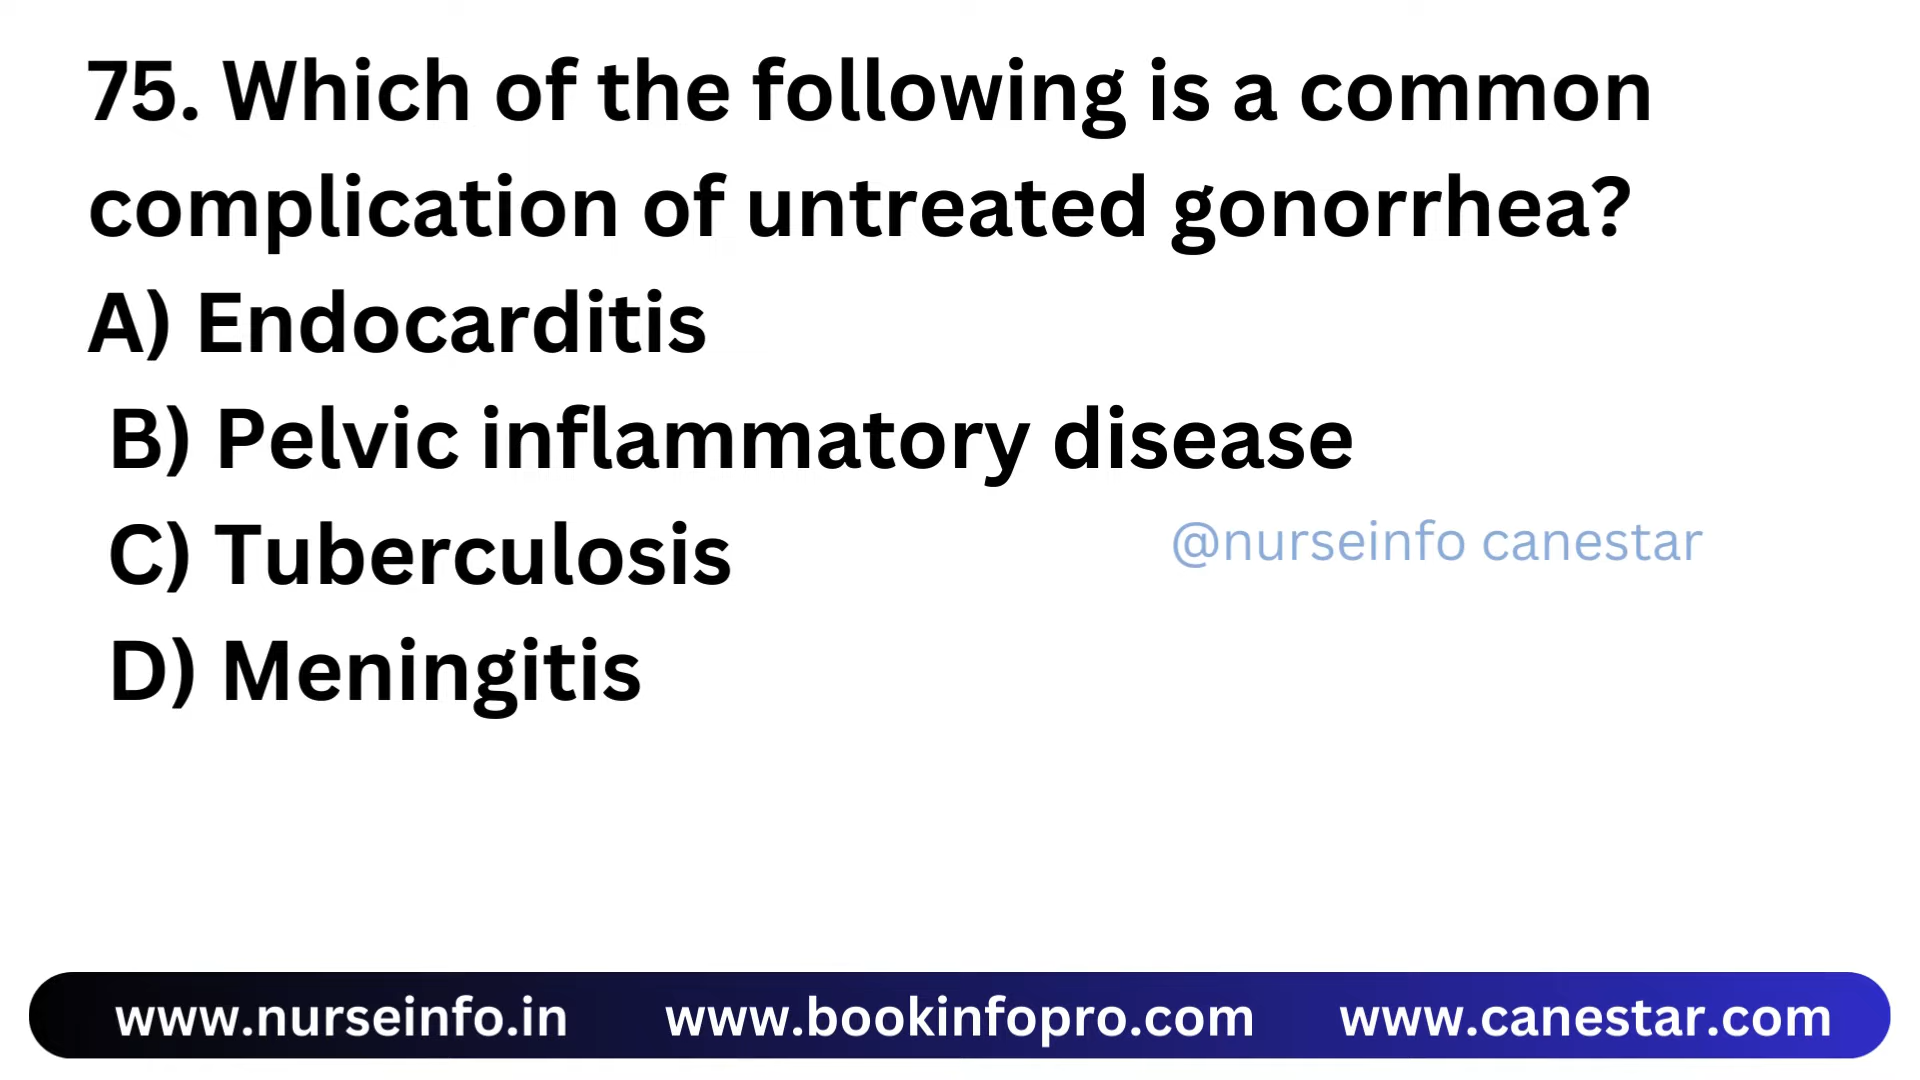 75. Which of the following is a common
complication of untreated gonorrhea?
A) Endocarditis
B) Pelvic inflammatory disease
C) Tuberculosis
@nurseinfo canestar
D) Meningitis
www.nurseinfo.in www.bookinfopro.com www.canestar.com